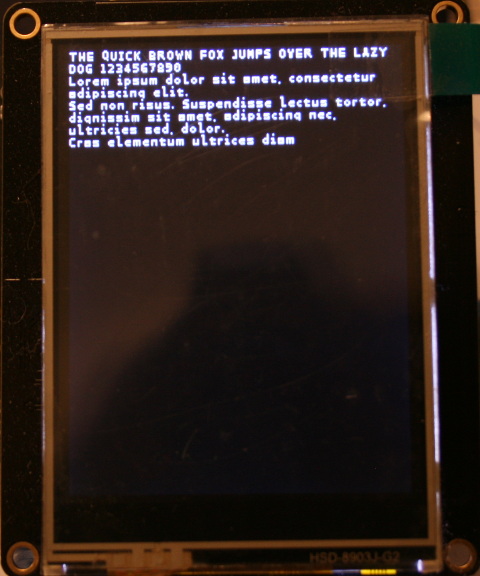 THE QUICK BROWN FOX JUMPS OVER THE LAZY
DOG 1234567890
Lorem ipsum dolor sit amet, consectetur
adipiscing elit.
Sed non risus. Suspendisse lectus tortor,
dignissim sit amet, adipiscing nec,
ultricies sed, dolor.
Cras elementum ultrices diam
HSD-8903J-G2